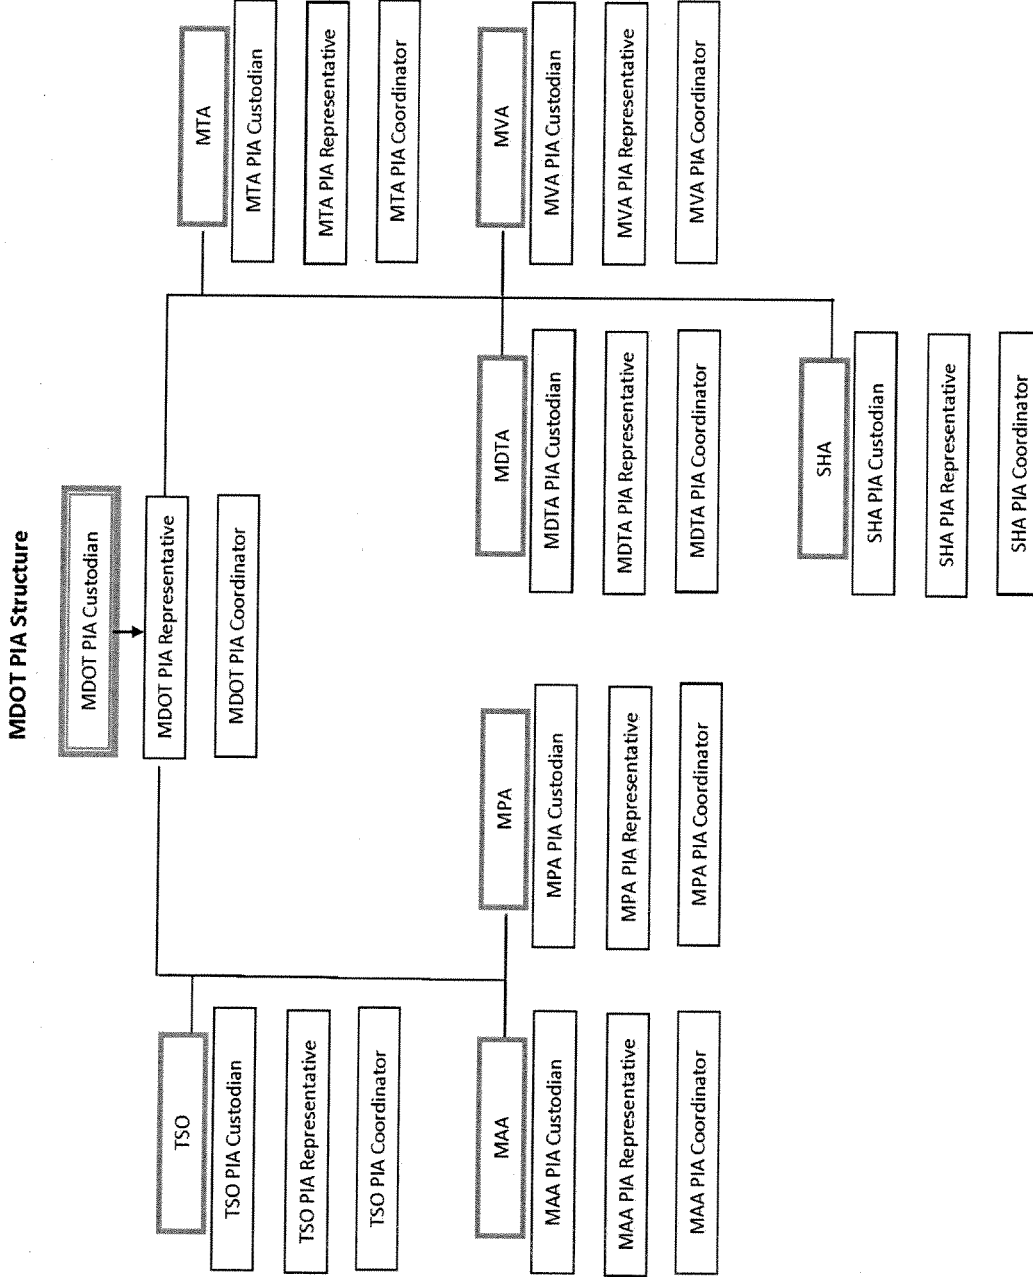 MDOT PIA Structure
MDOT PIA Custodian
MDOT PIA Representative
MDOT PIA Coordinator
TSO
TSO PIA Custodian
TSO PIA Representative
TSO PIA Coordinator
MTA
MTA PIA Custodian
MTA PIA Representative
MTA PIA Coordinator
MAA
MAA PIA Custodian
MAA PIA Representative
MAA PIA Coordinator
MPA
MPA PIA Custodian
MPA PIA Representative
MPA PIA Coordinator
MDTA
MDTA PIA Custodian
MDTA PIA Representative
MDTA PIA Coordinator
MVA
MVA PIA Custodian
MVA PIA Representative
MVA PIA Coordinator
SHA
SHA PIA Custodian
SHA PIA Representative
SHA PIA Coordinator